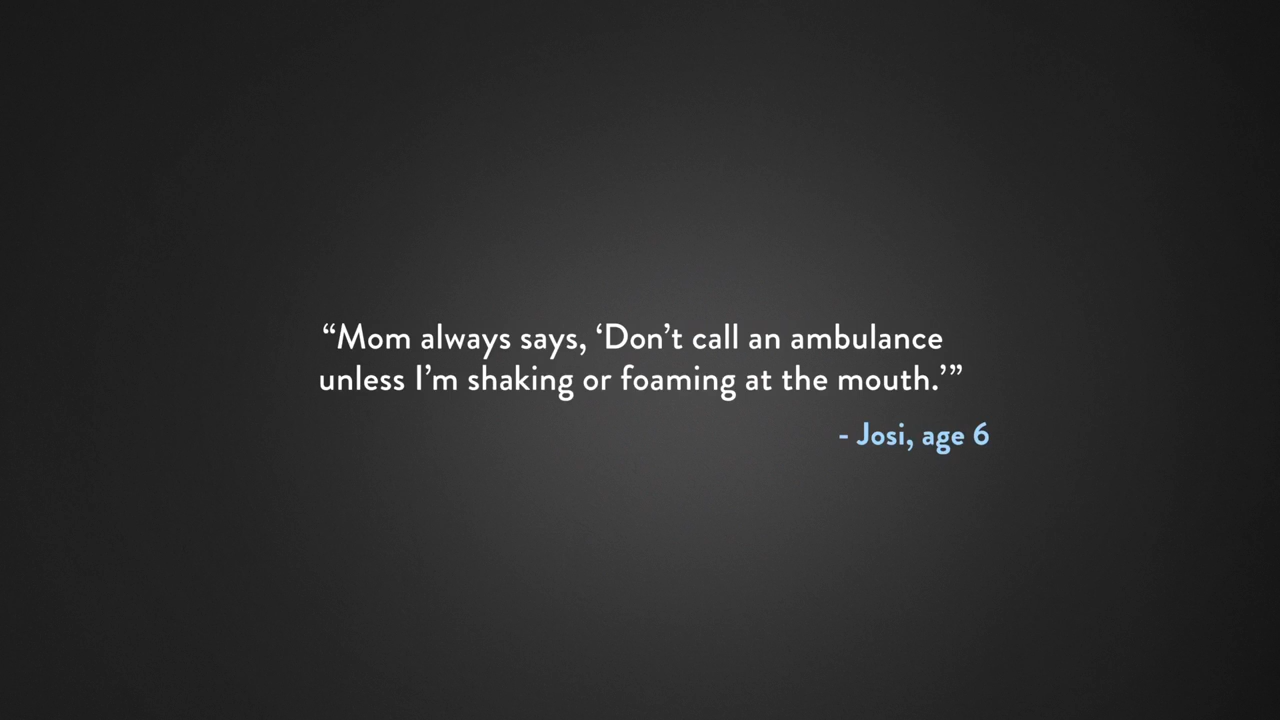 “Mom always says, ‘Don’t call an ambulance
unless I’m shaking or foaming at the mouth.’”
- Josi, age 6